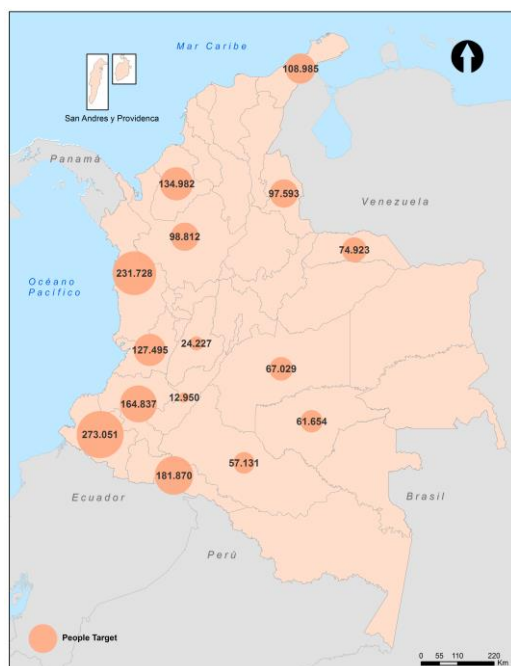 Mar Caribe
108.985
San Andres y Providenca
Panamá
134.982
97.593
Venezuela
98.812
74.923
231.728
Océano
Pacífico
127.495
24.227
67.029
164.837
12.950
61.654
273.051
57.131
181.870
Ecuador
Brasil
Perú
People Target
0 55 110 220
Km